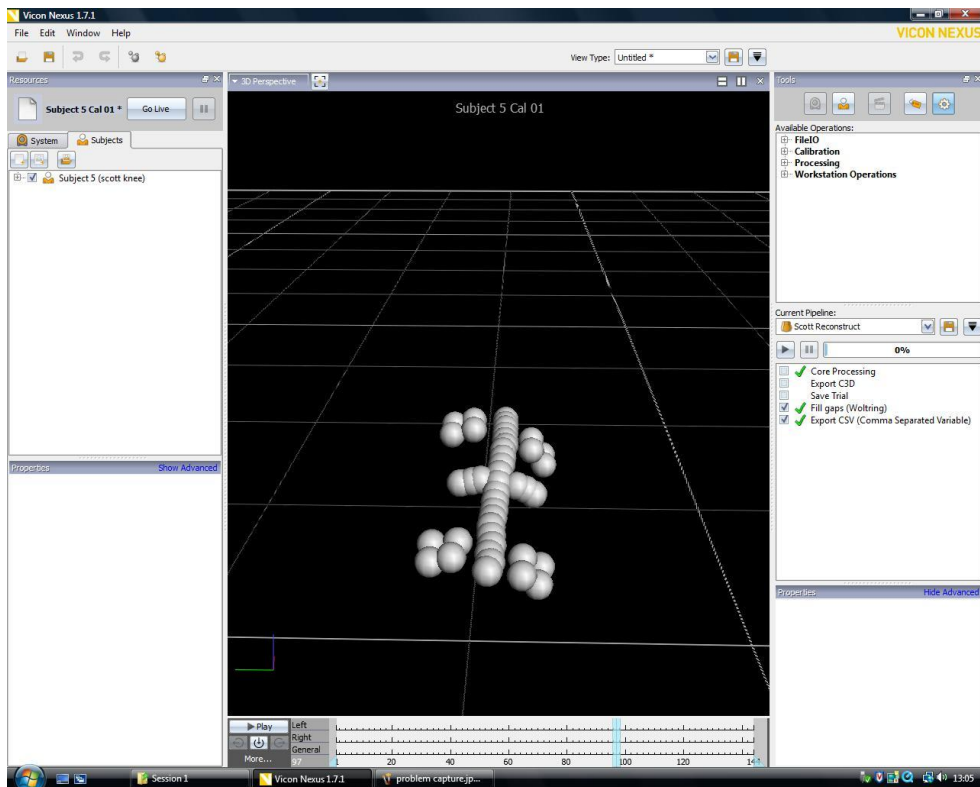 Vicon Nexus 1.7.1
File Edit Window Help
VICON NEXUS
View Type: Untitled *
Resources
3D Perspective
Tools
Subject 5 Cal 01 *
Go Live
Subject 5 Cal 01
System
Subjects
Subject 5 (scott knee)
Available Operations:
FileIO
Calibration
Processing
Workstation Operations
Current Pipeline:
Scott Reconstruct
0%
Core Processing
Export C3D
Save Trial
Fill gaps (Woltring)
Export CSV (Comma Separated Variable)
Properties
Show Advanced
Properties
Hide Advanced
Play
Left
Right
General
More...
97
1 20 40 60 80 100 120
Session 1
Vicon Nexus 1.7.1
problem capture.jp...
13:05